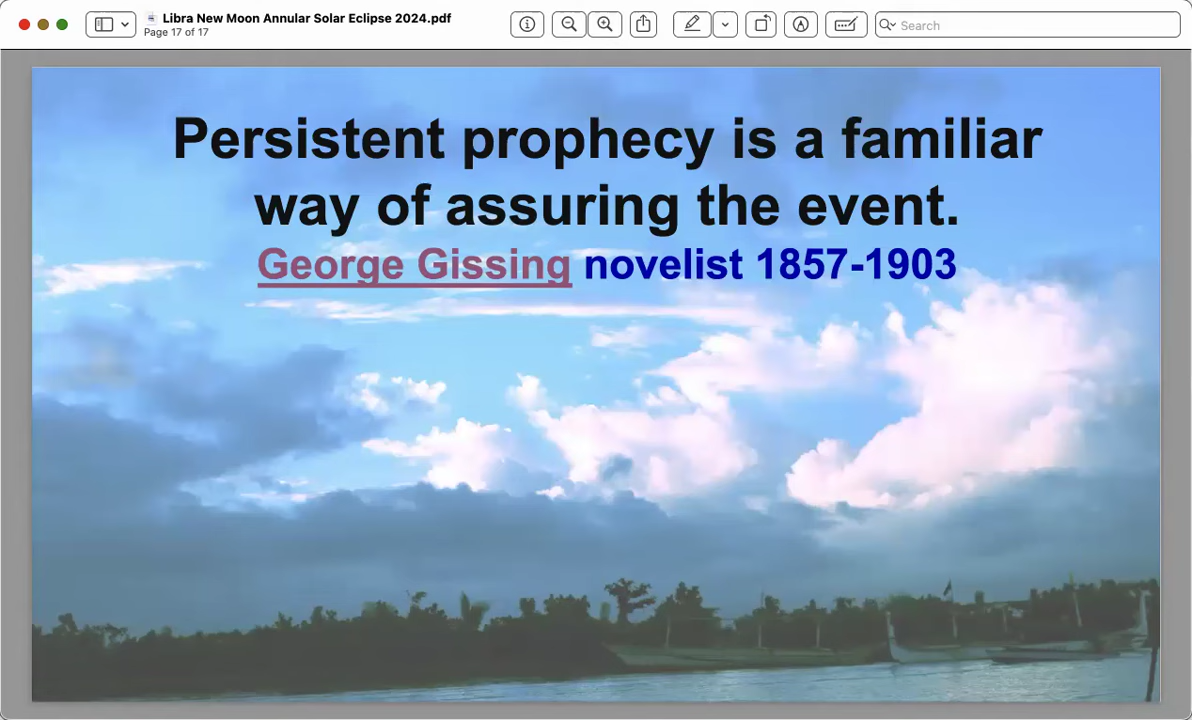 Libra New Moon Annular Solar Eclipse 2024.pdf
Page 17 of 17
Search
Persistent prophecy is a familiar
way of assuring the event.
George Gissing novelist 1857-1903